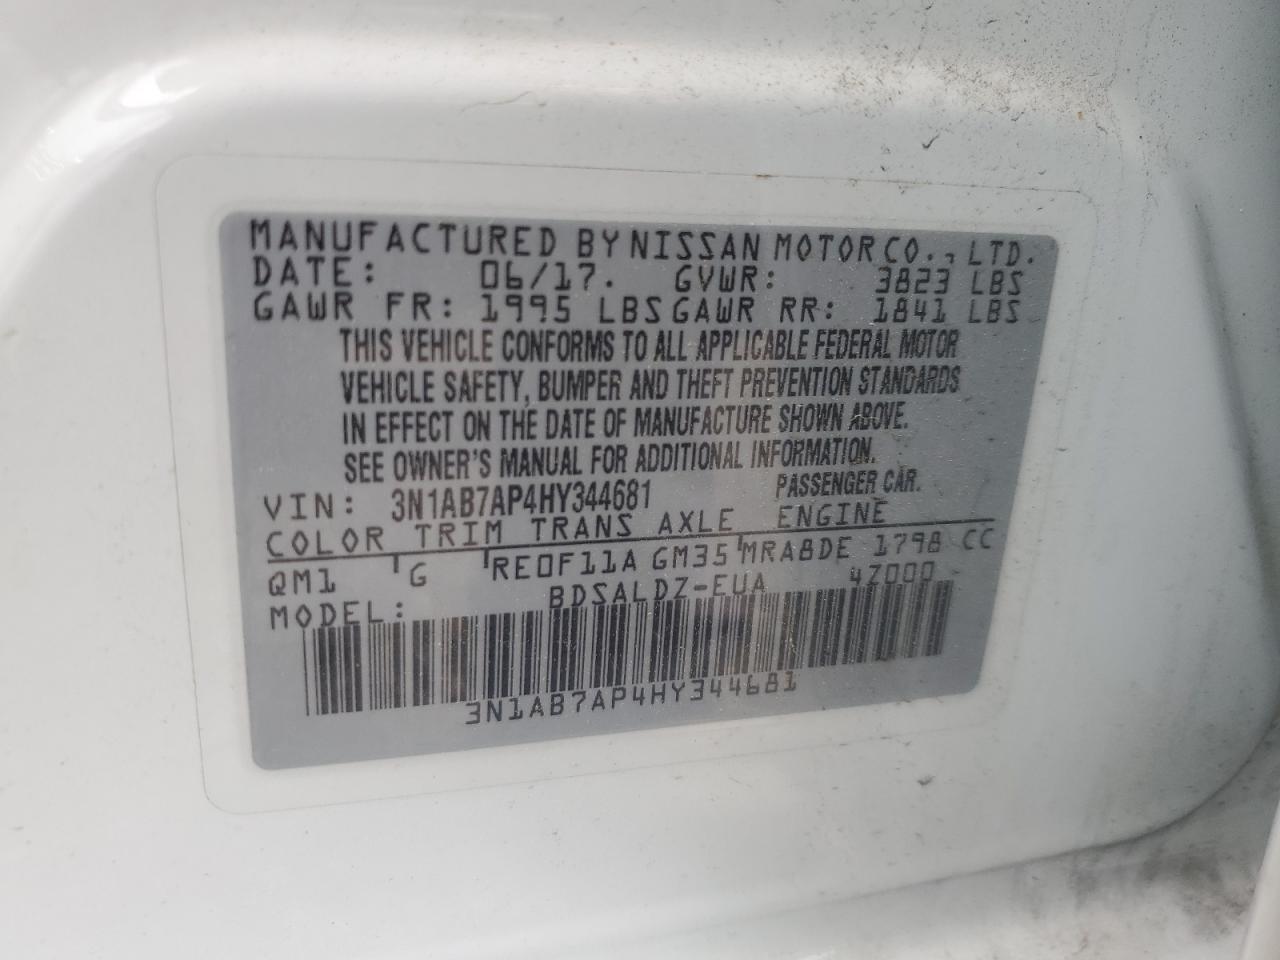 MANUFACTURED BY NISSAN MOTOR CO., LTD.
DATE: 06/17. GVWR: 3823 LBS
GAWR FR: 1995 LBS GAWR RR: 1841 LBS
THIS VEHICLE CONFORMS TO ALL APPLICABLE FEDERAL MOTOR
VEHICLE SAFETY, BUMPER AND THEFT PREVENTION STANDARDS
IN EFFECT ON THE DATE OF MANUFACTURE SHOWN ABOVE.
SEE OWNER'S MANUAL FOR ADDITIONAL INFORMATION.
VIN: 3N1AB7AP4HY344681 PASSENGER CAR.
COLOR TRIM TRANS AXLE ENGINE
QM1 G RE0F11A GM35 MRA8DE 1798 CC
MODEL: BDSALDZ-EUA 4Z000
3N1AB7AP4HY344681